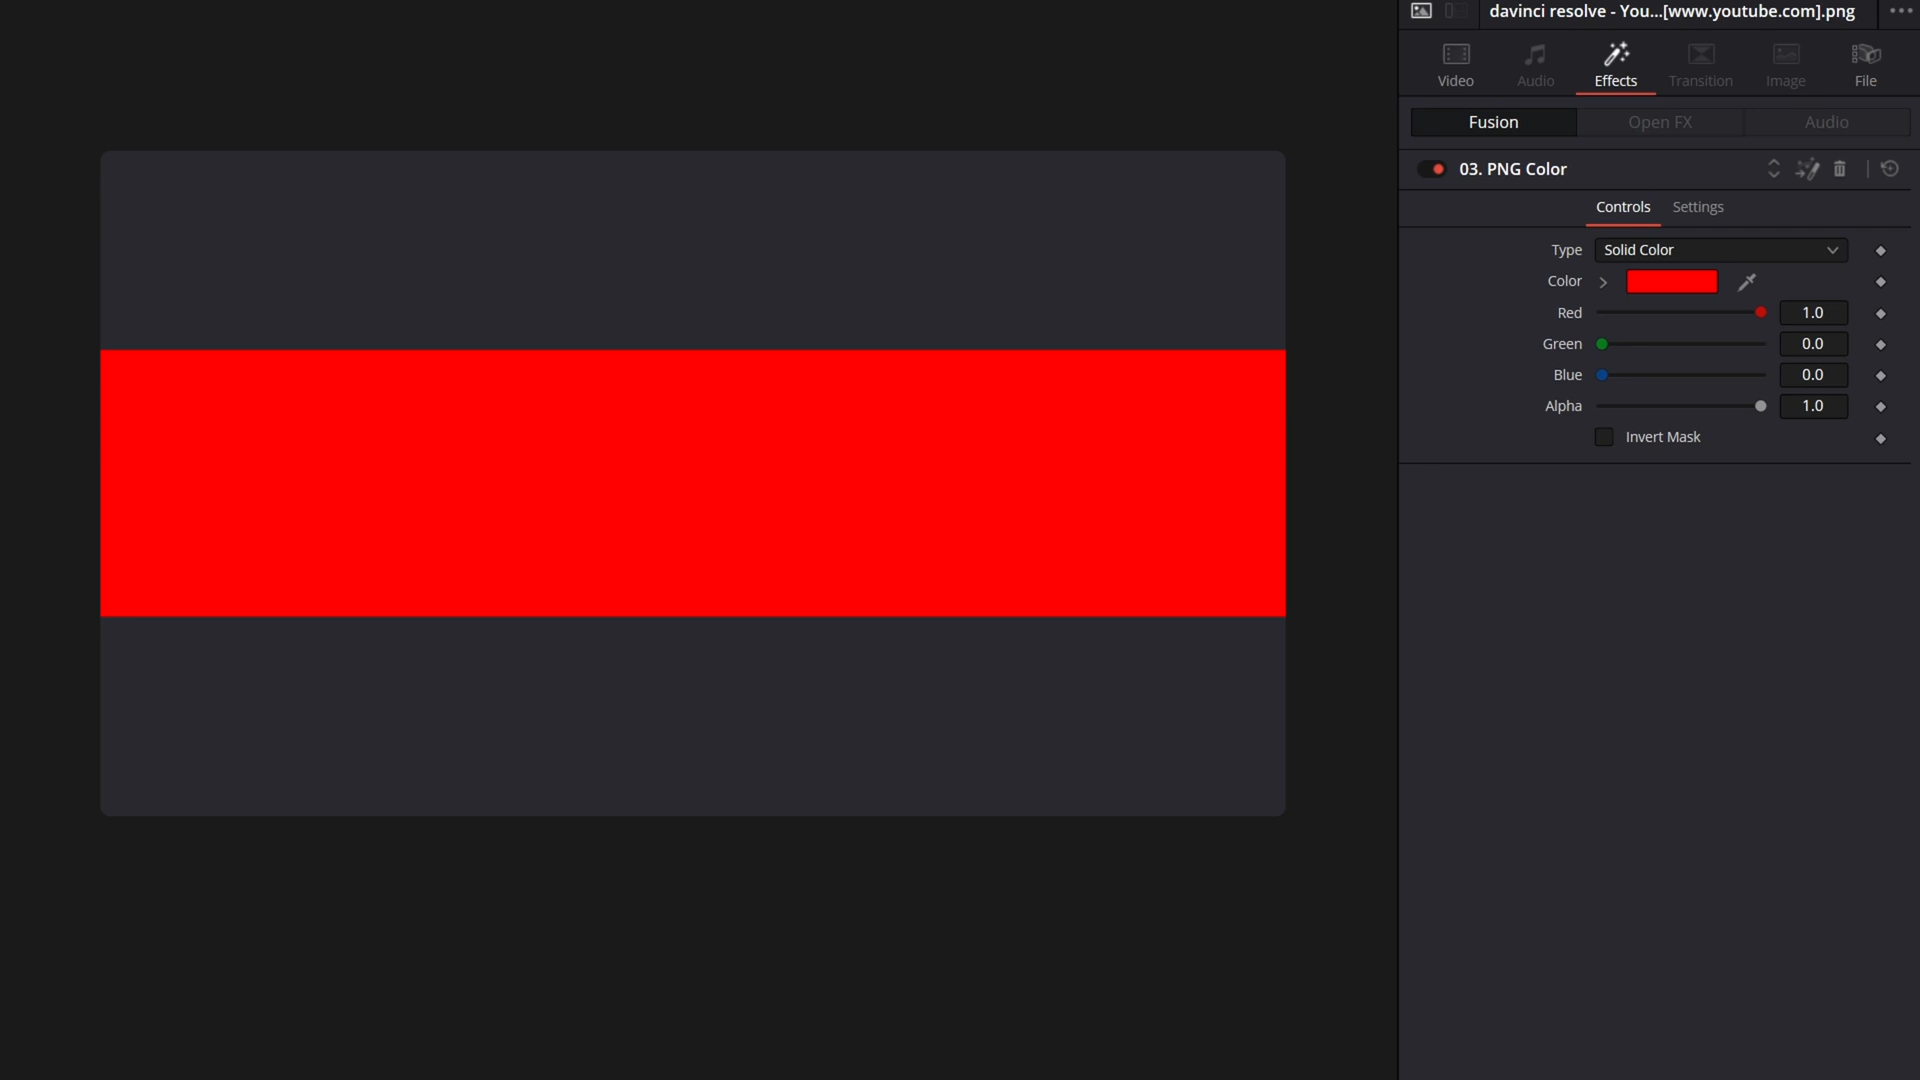 davinci resolve - You...[www.youtube.com].png
Video Audio Effects Transition Image File
Fusion Open FX Audio
03. PNG Color
Controls Settings
Type Solid Color
Color
Red 1.0
Green 0.0
Blue 0.0
Alpha 1.0
Invert Mask